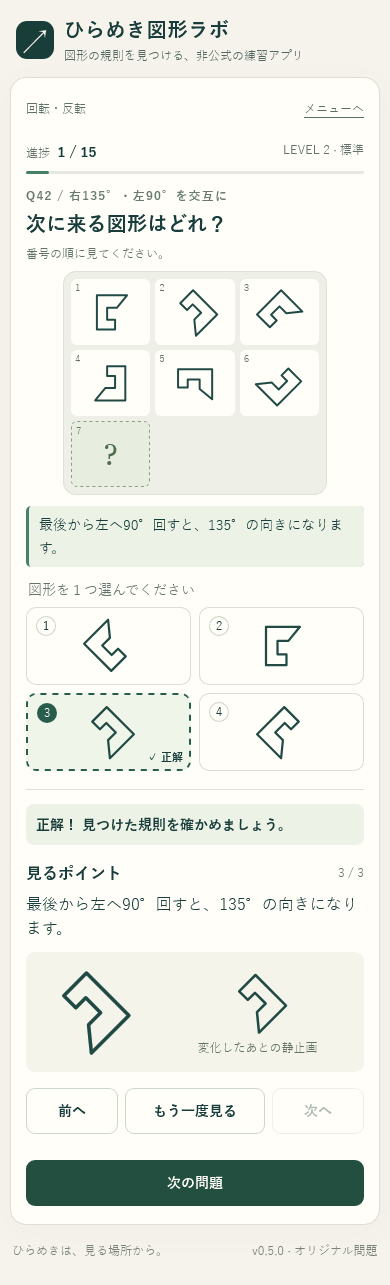 ひらめき図形ラボ
図形の規則を見つける、非公式の練習アプリ
回転・反転
メニューへ
進捗 1 / 15
LEVEL 2・標準
Q42 / 右135°・左90°を交互に
次に来る図形はどれ？
番号の順に見てください。
1
2
3
4
5
6
7
?
最後から左へ90°回すと、135°の向きになりま
す。
図形を1つ選んでください
1
2
3
✓ 正解
4
正解！ 見つけた規則を確かめましょう。
見るポイント
3 / 3
最後から左へ90°回すと、135°の向きになり
ます。
変化したあとの静止画
前へ
もう一度見る
次へ
次の問題
ひらめきは、見る場所から。
v0.5.0・オリジナル問題